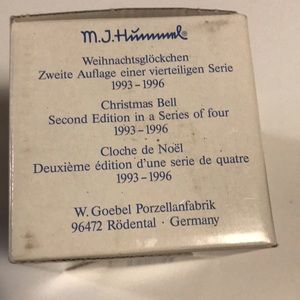 M.J.Hümmel®
Weihnachtsglöckchen
Zweite Auflage einer vierteiligen Serie
1993-1996
Christmas Bell
Second Edition in a Series of four
1993-1996
Cloche de Noël
Deuxième édition d'une serie de quatre
1993-1996
W. Goebel Porzellanfabrik
96472 Rödental · Germany